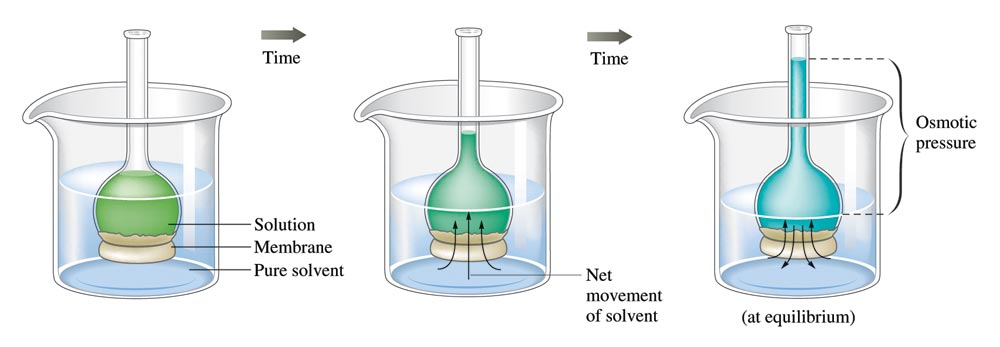 Time
Time
Osmotic
pressure
Solution
Membrane
Pure solvent
Net
movement
of solvent
(at equilibrium)